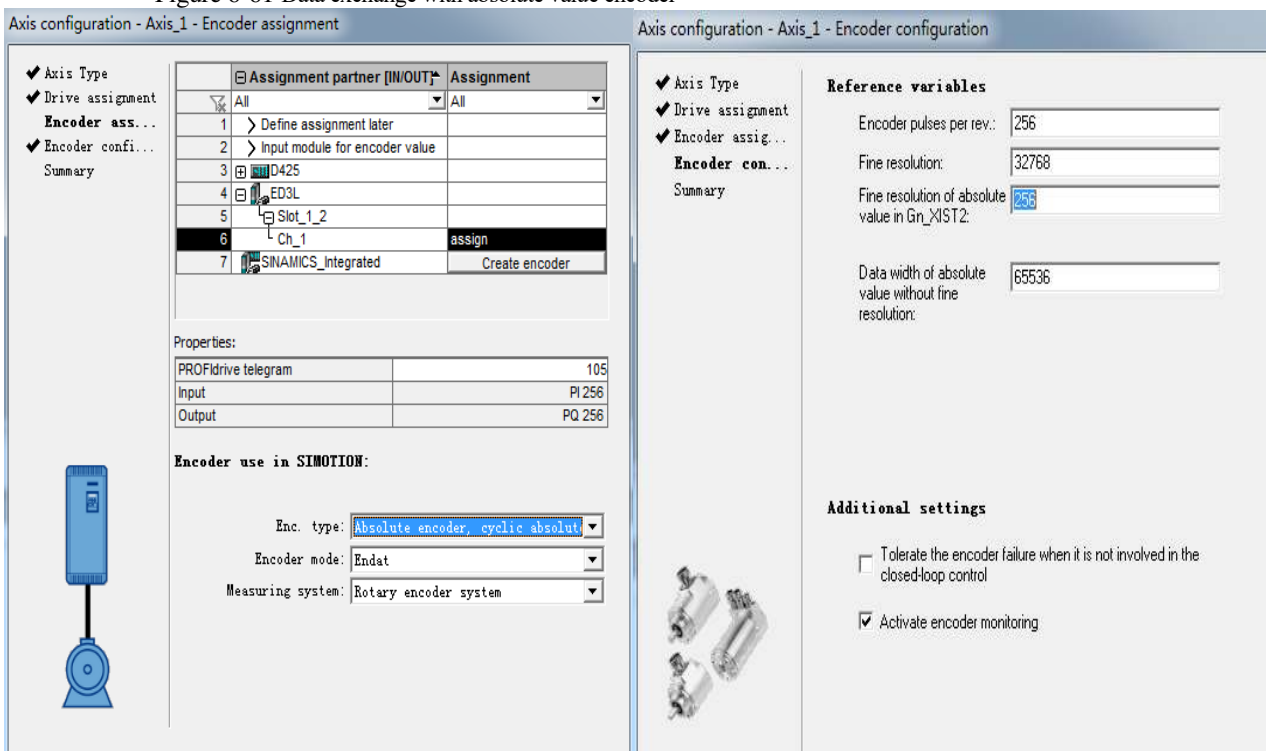 Figure 6-61 Data exchange with absolute value encoder
Axis configuration - Axis_1 - Encoder assignment
Axis Type
Drive assignment
Encoder ass...
Encoder confi...
Summary
Assignment partner [IN/OUT]
Assignment
All
All
1 Define assignment later
2 Input module for encoder value
3 D425
4 ED3L
5 Slot_1_2
6 Ch_1 assign
7 SINAMICS_Integrated Create encoder
Properties:
PROFIdrive telegram 105
Input PI 256
Output PQ 256
Encoder use in SIMOTION:
Enc. type: Absolute encoder, cyclic absolut
Encoder mode: Endat
Measuring system: Rotary encoder system
Axis configuration - Axis_1 - Encoder configuration
Axis Type
Drive assignment
Encoder assig...
Encoder con...
Summary
Reference variables
Encoder pulses per rev.: 256
Fine resolution: 32768
Fine resolution of absolute 256
value in Gn_XIST2:
Data width of absolute 65536
value without fine
resolution:
Additional settings
Tolerate the encoder failure when it is not involved in the
closed-loop control
Activate encoder monitoring